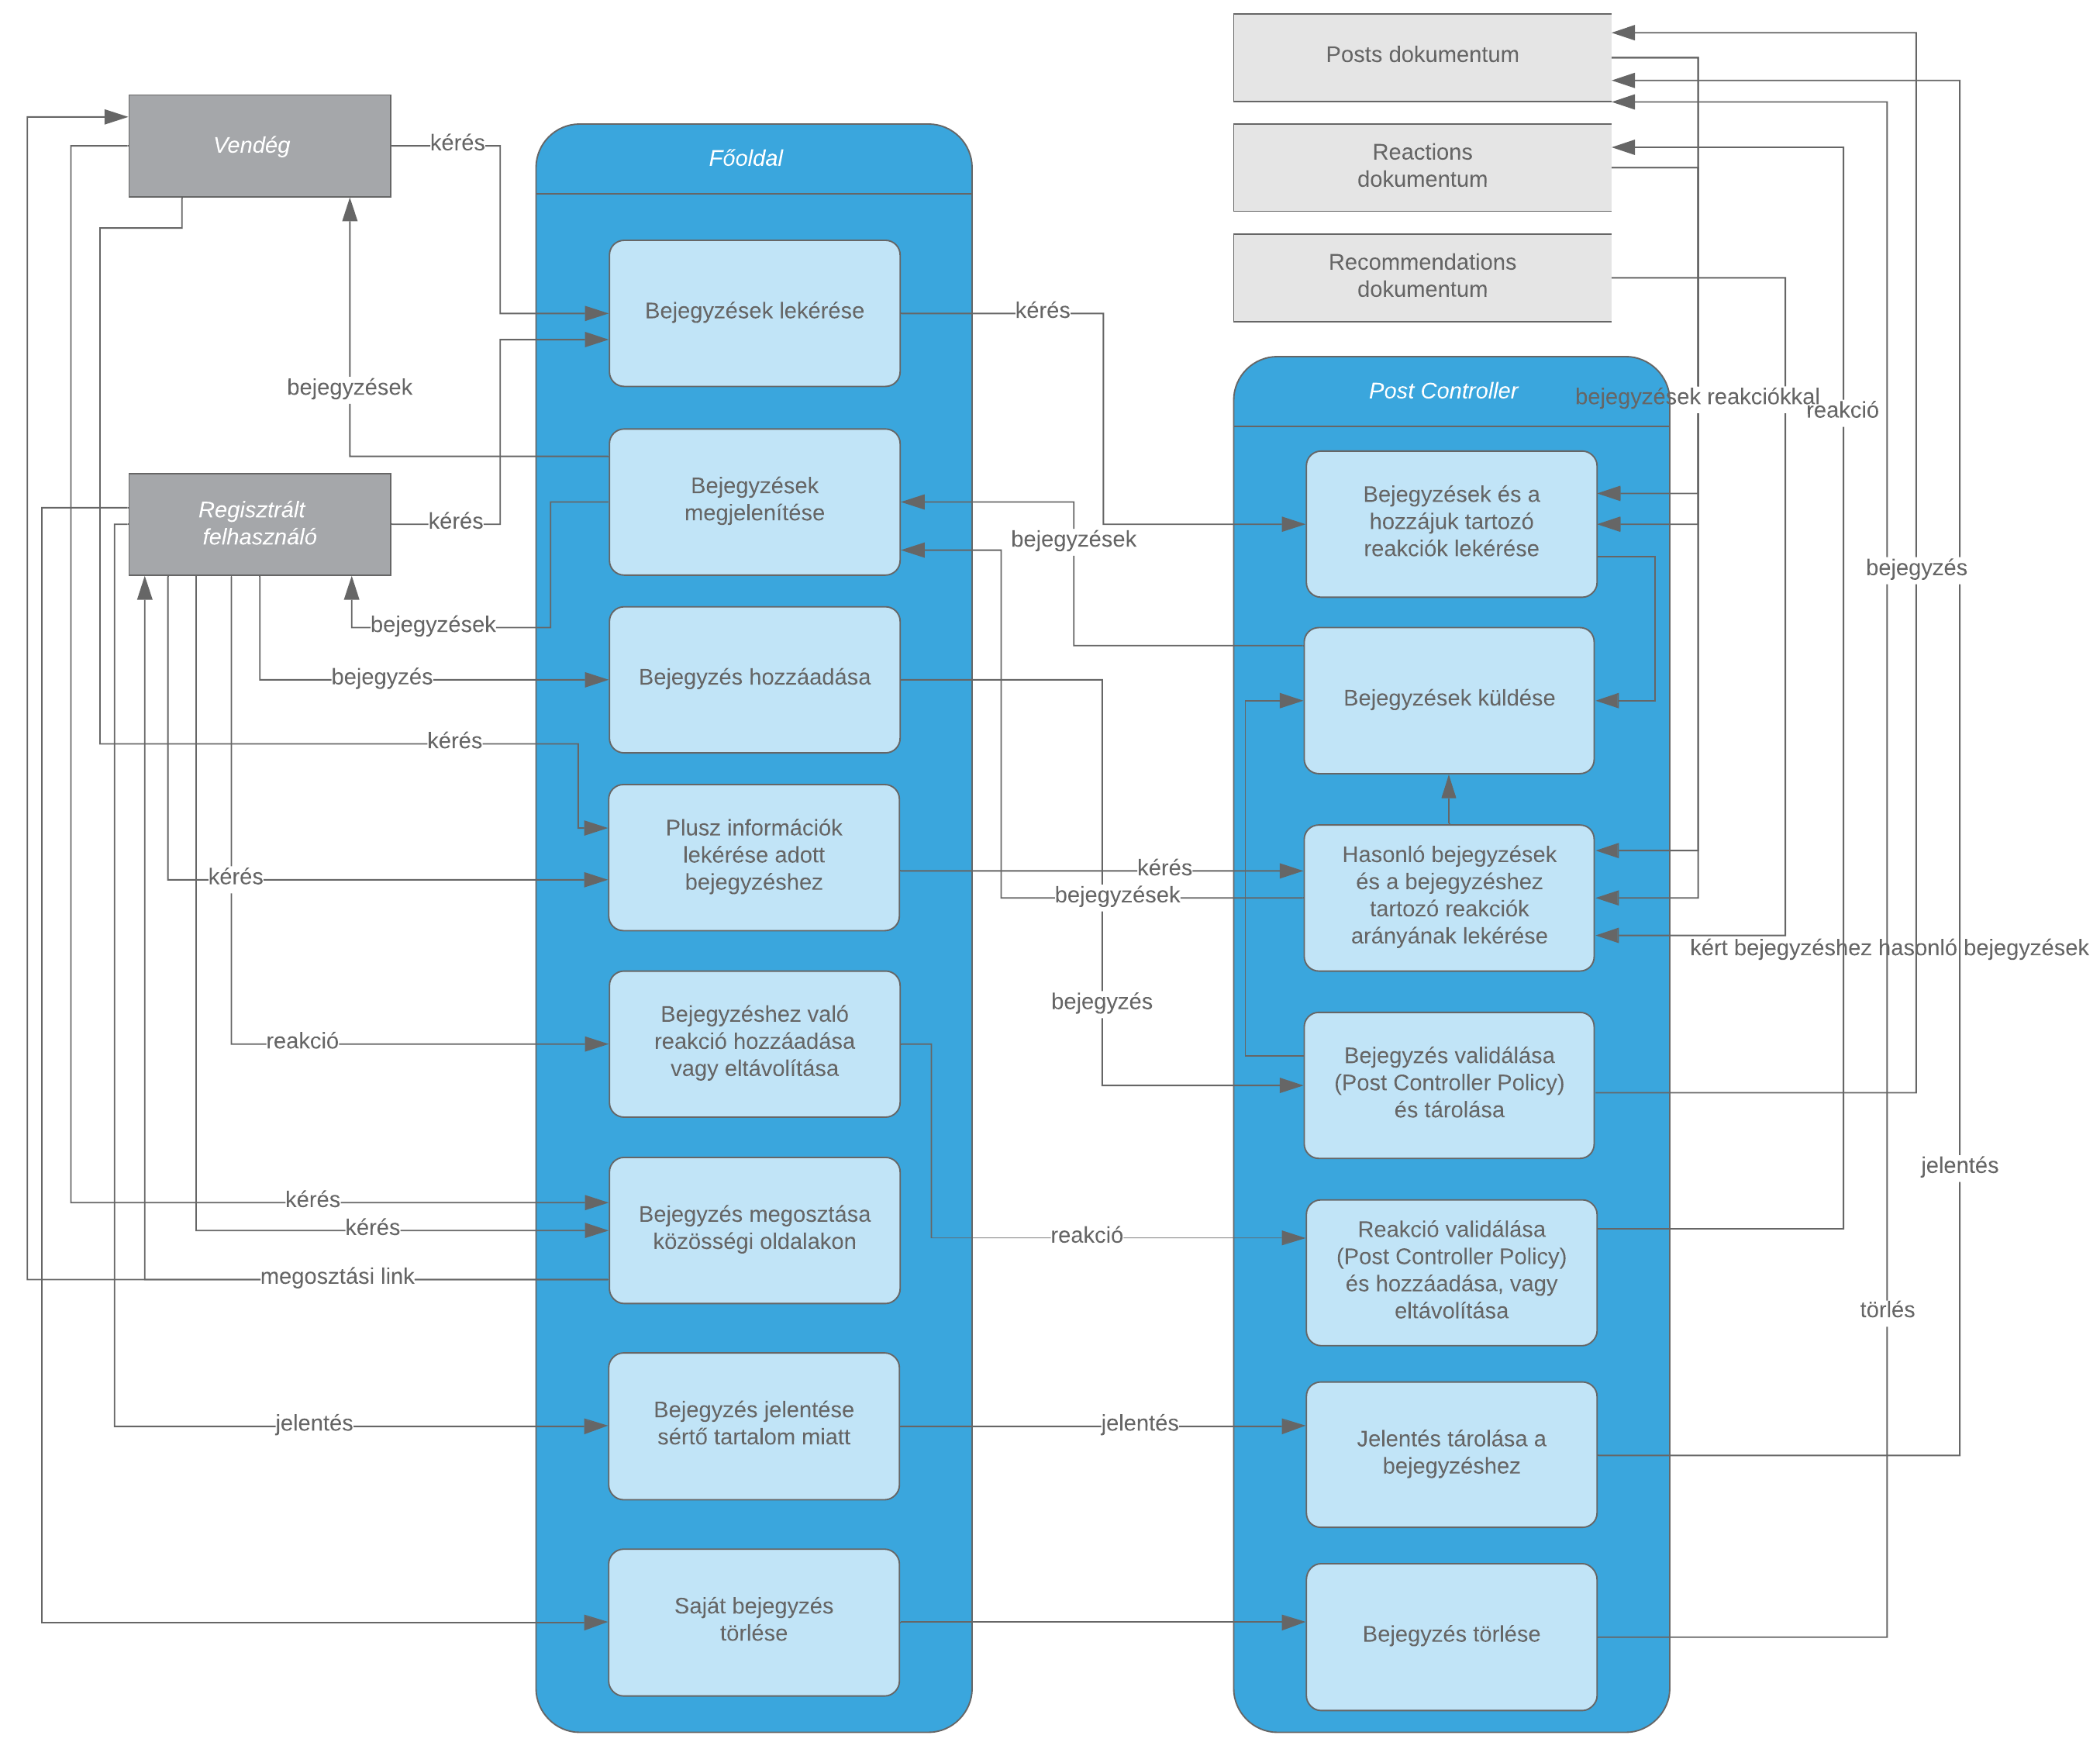 Vendég
Regisztrált
felhasználó
kérés
bejegyzések
kérés
bejegyzések
bejegyzés
kérés
kérés
reakció
kérés
kérés
megosztási link
jelentés
Főoldal
Bejegyzések lekérése
Bejegyzések
megjelenítése
Bejegyzés hozzáadása
Plusz információk
lekérése adott
bejegyzéshez
Bejegyzéshez való
reakció hozzáadása
vagy eltávolítása
Bejegyzés megosztása
közösségi oldalakon
Bejegyzés jelentése
sértő tartalom miatt
Saját bejegyzés
törlése
kérés
bejegyzések
kérés
bejegyzések
bejegyzés
reakció
jelentés
Posts dokumentum
Reactions
dokumentum
Recommendations
dokumentum
Post Controller
Bejegyzések és a
hozzájuk tartozó
reakciók lekérése
Bejegyzések küldése
Hasonló bejegyzések
és a bejegyzéshez
tartozó reakciók
arányának lekérése
Bejegyzés validálása
(Post Controller Policy)
és tárolása
Reakció validálása
(Post Controller Policy)
és hozzáadása, vagy
eltávolítása
Jelentés tárolása a
bejegyzéshez
Bejegyzés törlése
bejegyzések reakciókkal
reakció
bejegyzés
kért bejegyzéshez hasonló bejegyzések
jelentés
törlés